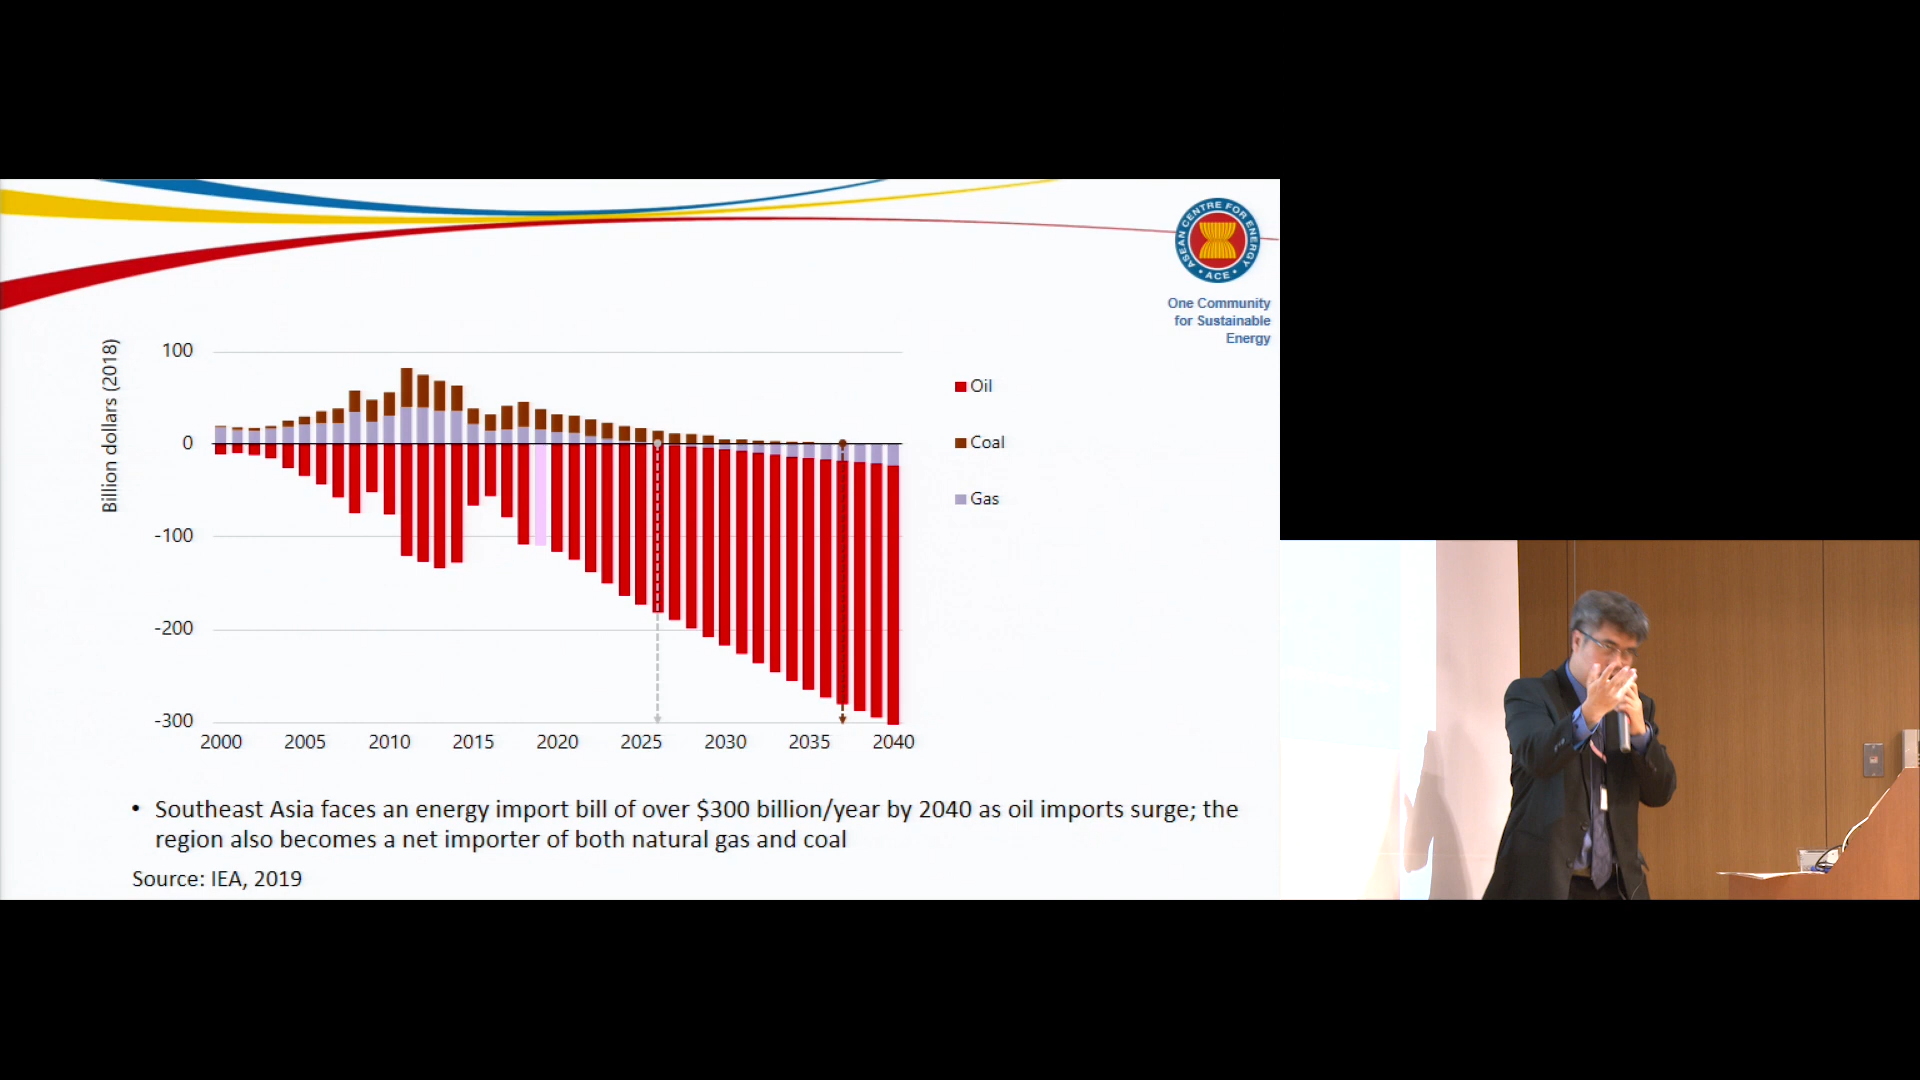 ASEAN CENTRE FOR ENERGY
• ACE •
One Community
for Sustainable
Energy
Billion dollars (2018)
100
0
-100
-200
-300
2000 2005 2010 2015 2020 2025 2030 2035 2040
Oil
Coal
Gas
• Southeast Asia faces an energy import bill of over $300 billion/year by 2040 as oil imports surge; the
region also becomes a net importer of both natural gas and coal
Source: IEA, 2019